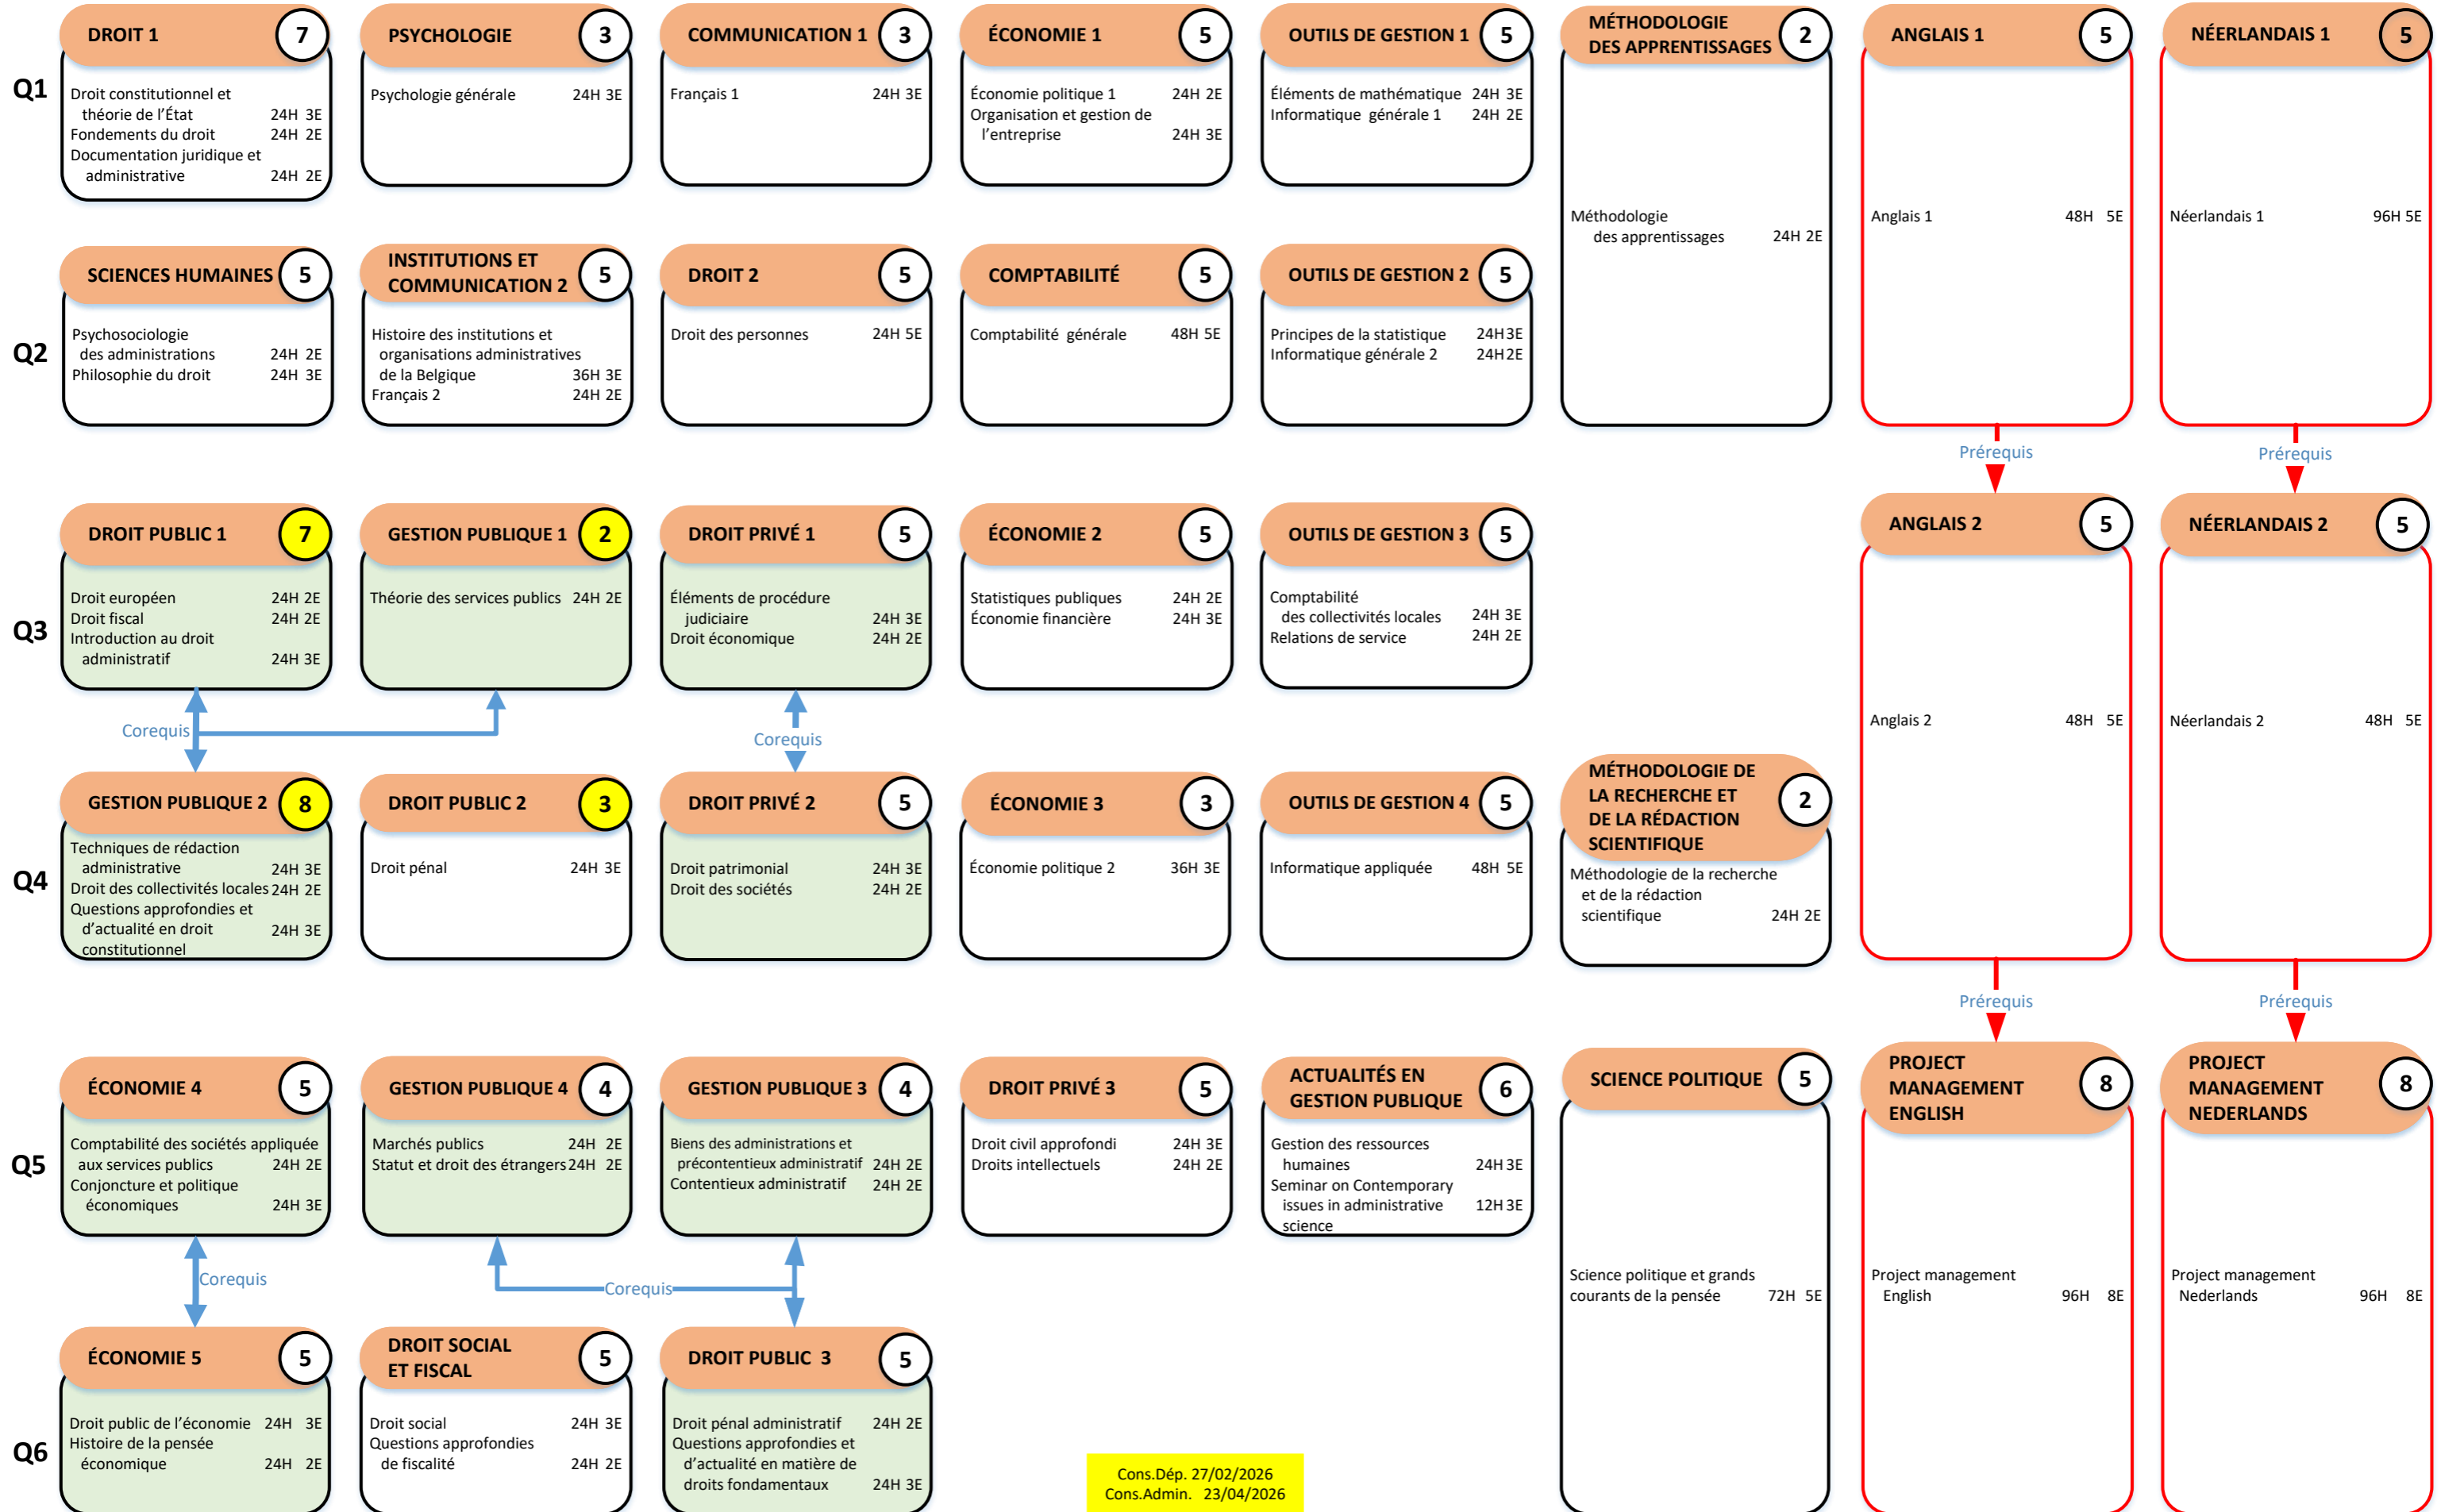 Q1
DROIT 1 7
Droit constitutionnel et
théorie de l’État 24H 3E
Fondements du droit 24H 2E
Documentation juridique et
administrative 24H 2E
PSYCHOLOGIE 3
Psychologie générale 24H 3E
COMMUNICATION 1 3
Français 1 24H 3E
ÉCONOMIE 1 5
Économie politique 1 24H 2E
Organisation et gestion de
l’entreprise 24H 3E
OUTILS DE GESTION 1 5
Éléments de mathématique 24H 3E
Informatique générale 1 24H 2E
MÉTHODOLOGIE
DES APPRENTISSAGES 2
Méthodologie
des apprentissages 24H 2E
ANGLAIS 1 5
Anglais 1 48H 5E
NÉERLANDAIS 1 5
Néerlandais 1 96H 5E
Q2
SCIENCES HUMAINES 5
Psychosociologie
des administrations 24H 2E
Philosophie du droit 24H 3E
INSTITUTIONS ET
COMMUNICATION 2 5
Histoire des institutions et
organisations administratives
de la Belgique 36H 3E
Français 2 24H 2E
DROIT 2 5
Droit des personnes 24H 5E
COMPTABILITÉ 5
Comptabilité générale 48H 5E
OUTILS DE GESTION 2 5
Principes de la statistique 24H 3E
Informatique générale 2 24H 2E
Prérequis
Prérequis
Q3
DROIT PUBLIC 1 7
Droit européen 24H 2E
Droit fiscal 24H 2E
Introduction au droit
administratif 24H 3E
GESTION PUBLIQUE 1 2
Théorie des services publics 24H 2E
DROIT PRIVÉ 1 5
Éléments de procédure
judiciaire 24H 3E
Droit économique 24H 2E
ÉCONOMIE 2 5
Statistiques publiques 24H 2E
Économie financière 24H 3E
OUTILS DE GESTION 3 5
Comptabilité
des collectivités locales 24H 3E
Relations de service 24H 2E
ANGLAIS 2 5
Anglais 2 48H 5E
NÉERLANDAIS 2 5
Néerlandais 2 48H 5E
Corequis
Corequis
Q4
GESTION PUBLIQUE 2 8
Techniques de rédaction
administrative 24H 3E
Droit des collectivités locales 24H 2E
Questions approfondies et
d’actualité en droit 24H 3E
constitutionnel
DROIT PUBLIC 2 3
Droit pénal 24H 3E
DROIT PRIVÉ 2 5
Droit patrimonial 24H 3E
Droit des sociétés 24H 2E
ÉCONOMIE 3 3
Économie politique 2 36H 3E
OUTILS DE GESTION 4 5
Informatique appliquée 48H 5E
MÉTHODOLOGIE DE
LA RECHERCHE ET
DE LA RÉDACTION
SCIENTIFIQUE 2
Méthodologie de la recherche
et de la rédaction
scientifique 24H 2E
Prérequis
Prérequis
Q5
ÉCONOMIE 4 5
Comptabilité des sociétés appliquée
aux services publics 24H 2E
Conjoncture et politique
économiques 24H 3E
GESTION PUBLIQUE 4 4
Marchés publics 24H 2E
Statut et droit des étrangers 24H 2E
GESTION PUBLIQUE 3 4
Biens des administrations et
précontentieux administratif 24H 2E
Contentieux administratif 24H 2E
DROIT PRIVÉ 3 5
Droit civil approfondi 24H 3E
Droits intellectuels 24H 2E
ACTUALITÉS EN
GESTION PUBLIQUE 6
Gestion des ressources
humaines 24H 3E
Seminar on Contemporary
issues in administrative 12H 3E
science
SCIENCE POLITIQUE 5
Science politique et grands
courants de la pensée 72H 5E
PROJECT
MANAGEMENT
ENGLISH 8
Project management
English 96H 8E
PROJECT
MANAGEMENT
NEDERLANDS 8
Project management
Nederlands 96H 8E
Corequis
Corequis
Q6
ÉCONOMIE 5 5
Droit public de l’économie 24H 3E
Histoire de la pensée
économique 24H 2E
DROIT SOCIAL
ET FISCAL 5
Droit social 24H 3E
Questions approfondies
de fiscalité 24H 2E
DROIT PUBLIC 3 5
Droit pénal administratif 24H 2E
Questions approfondies et
d’actualité en matière de
droits fondamentaux 24H 3E
Cons.Dép. 27/02/2026
Cons.Admin. 23/04/2026